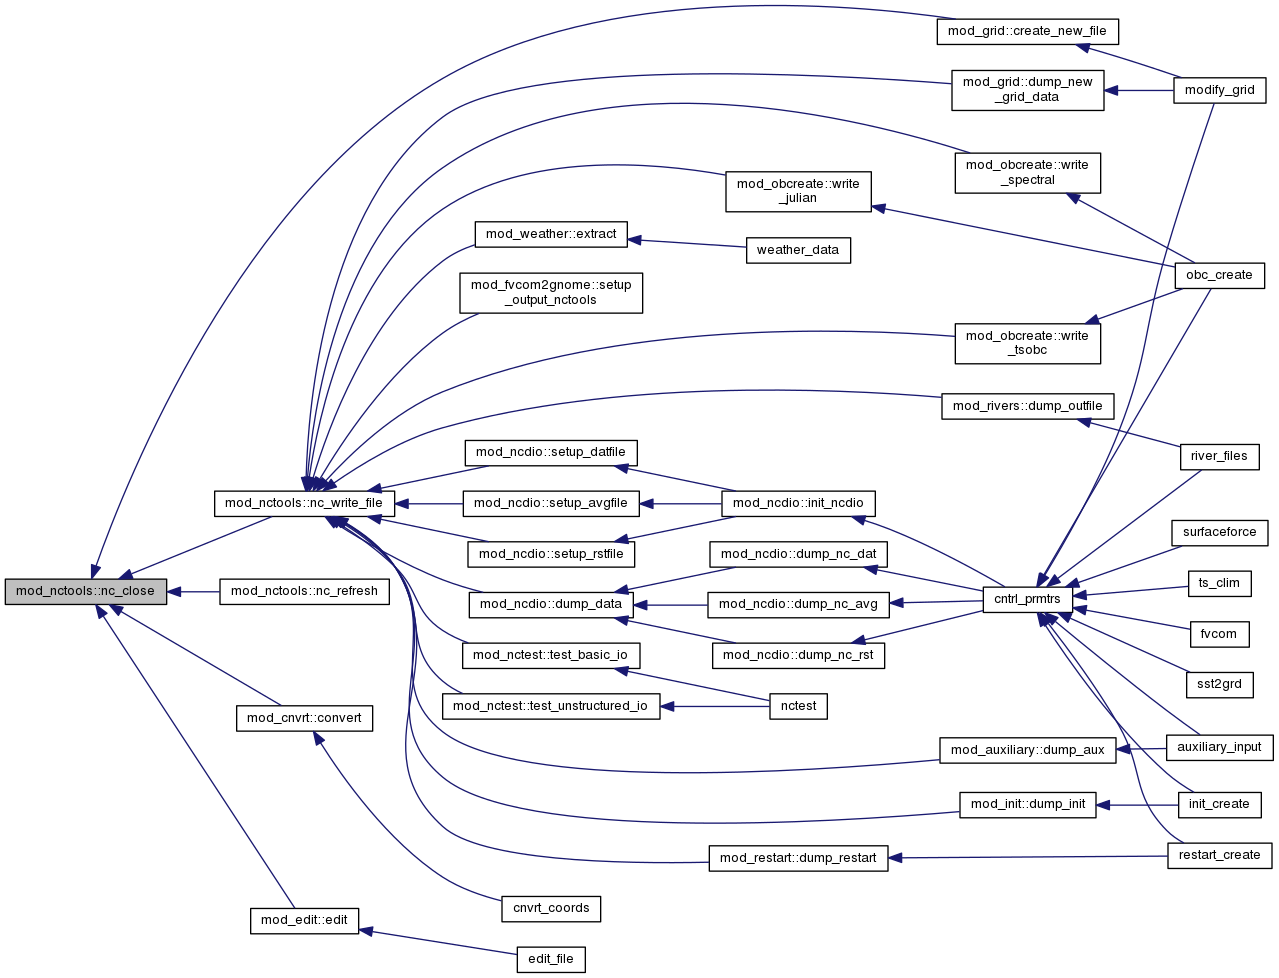 mod_grid::create_new_file
mod_grid::dump_new
_grid_data
modify_grid
mod_obcreate::write
_spectral
mod_obcreate::write
_julian
mod_weather::extract
weather_data
obc_create
mod_fvcom2gnome::setup
_output_nctools
mod_obcreate::write
_tsobc
mod_rivers::dump_outfile
mod_ncdio::setup_datfile
river_files
mod_nctools::nc_write_file
mod_ncdio::setup_avgfile
mod_ncdio::init_ncdio
surfaceforce
mod_ncdio::setup_rstfile
mod_ncdio::dump_nc_dat
mod_nctools::nc_close
mod_nctools::nc_refresh
mod_ncdio::dump_data
mod_ncdio::dump_nc_avg
cntrl_prmtrs
ts_clim
fvcom
mod_nctest::test_basic_io
mod_ncdio::dump_nc_rst
sst2grd
mod_cnvrt::convert
mod_nctest::test_unstructured_io
nctest
mod_auxiliary::dump_aux
auxiliary_input
mod_init::dump_init
init_create
mod_restart::dump_restart
restart_create
cnvrt_coords
mod_edit::edit
edit_file